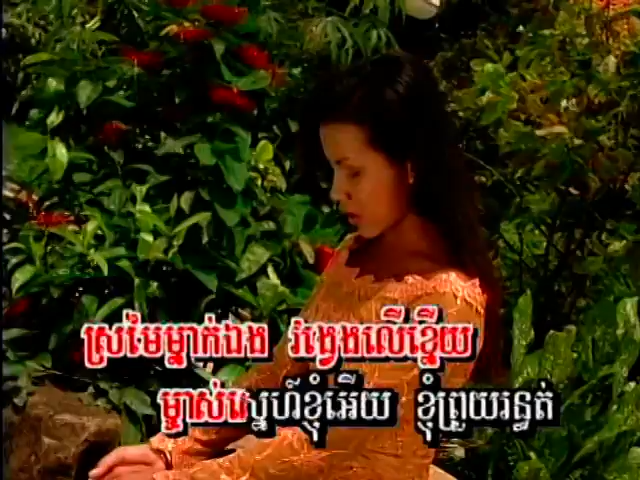 ស្រមៃម្នាក់ឯង វង្វេងលើខ្នើយ
ម្ចាស់ស្នេហ៍ខ្ញុំអើយ ខ្ញុំព្រួយរន្ធត់